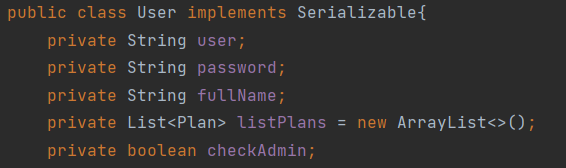 public class User implements Serializable{
    private String user;
    private String password;
    private String fullName;
    private List<Plan> listPlans = new ArrayList<>();
    private boolean checkAdmin;